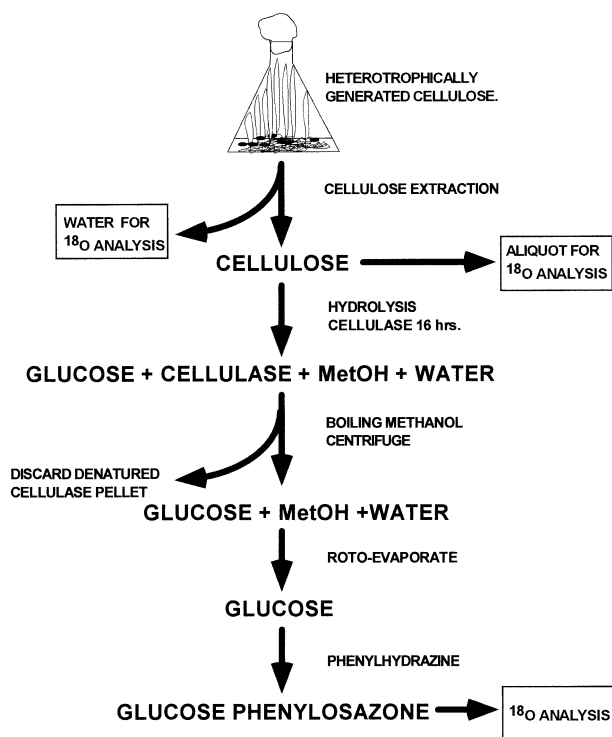 HETEROTROPHICALLY
GENERATED CELLULOSE.
CELLULOSE EXTRACTION
WATER FOR
18O ANALYSIS
CELLULOSE
ALIQUOT FOR
18O ANALYSIS
HYDROLYSIS
CELLULASE 16 hrs.
GLUCOSE + CELLULASE + MetOH + WATER
BOILING METHANOL
CENTRIFUGE
DISCARD DENATURED
CELLULASE PELLET
GLUCOSE + MetOH +WATER
ROTO-EVAPORATE
GLUCOSE
PHENYLHYDRAZINE
GLUCOSE PHENYLOSAZONE
18O ANALYSIS